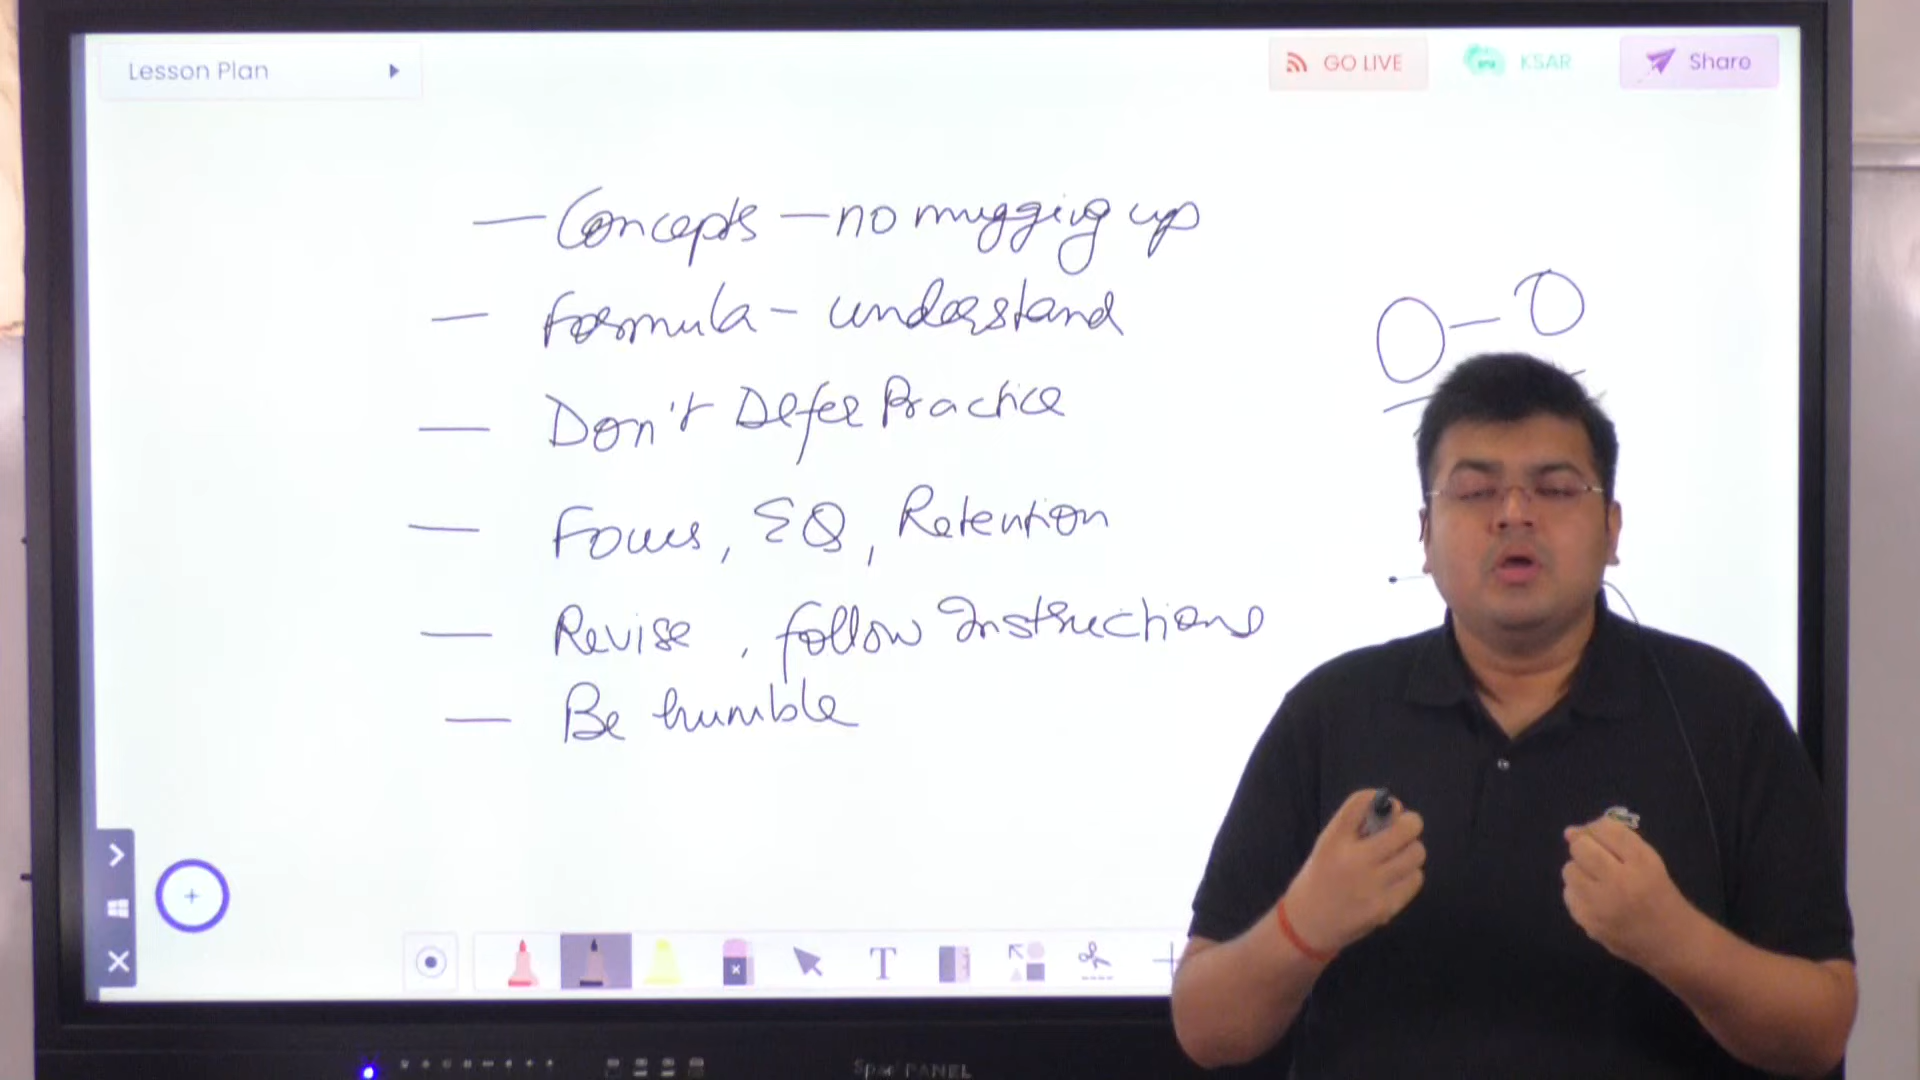 Lesson Plan
GO LIVE
KSAR
Share
— Concepts — no mugging up
— Formula - understand
— Don't Defer Practice
— Focus, EQ, Retention
— Revise, follow Instructions
— Be humble
T
PANEL